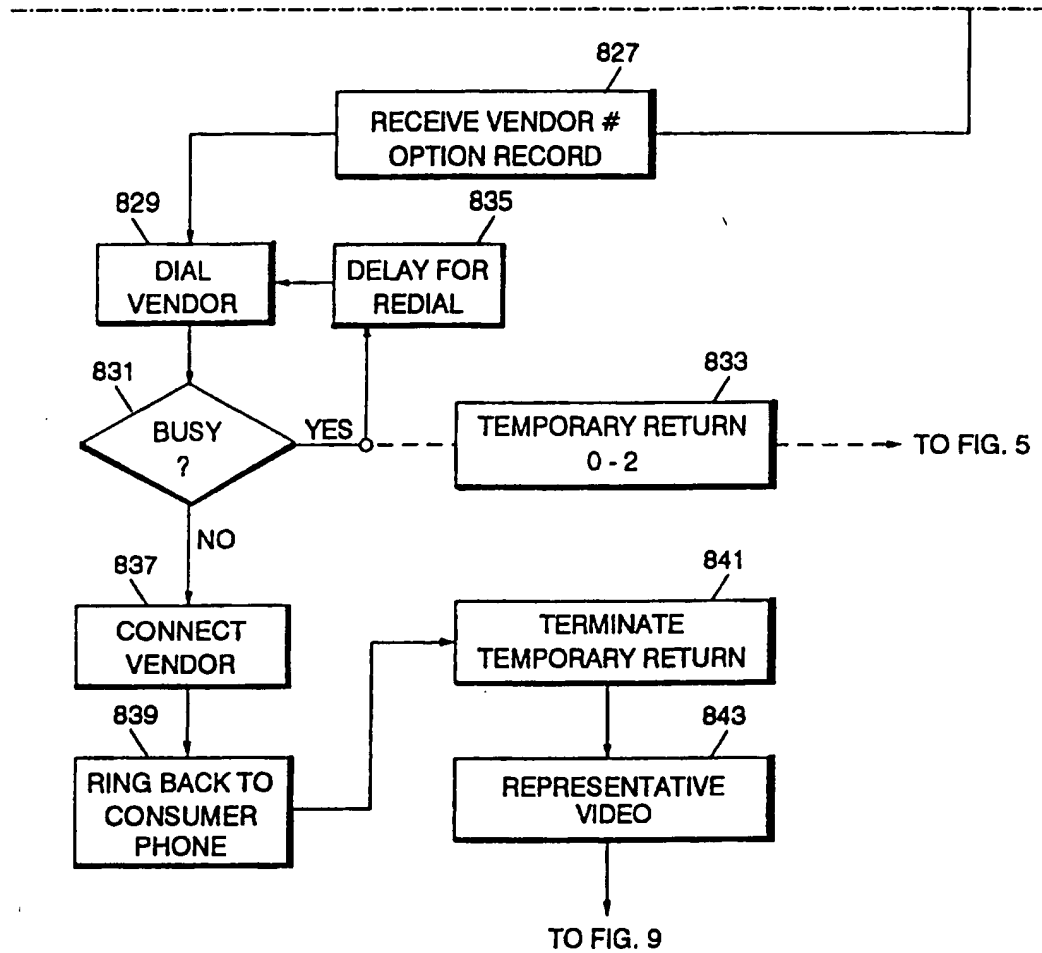 827
RECEIVE VENDOR #
OPTION RECORD
829
DIAL
VENDOR
835
DELAY FOR
REDIAL
831
BUSY
?
YES
833
TEMPORARY RETURN
0 - 2
TO FIG. 5
NO
837
CONNECT
VENDOR
841
TERMINATE
TEMPORARY RETURN
839
RING BACK TO
CONSUMER
PHONE
843
REPRESENTATIVE
VIDEO
TO FIG. 9